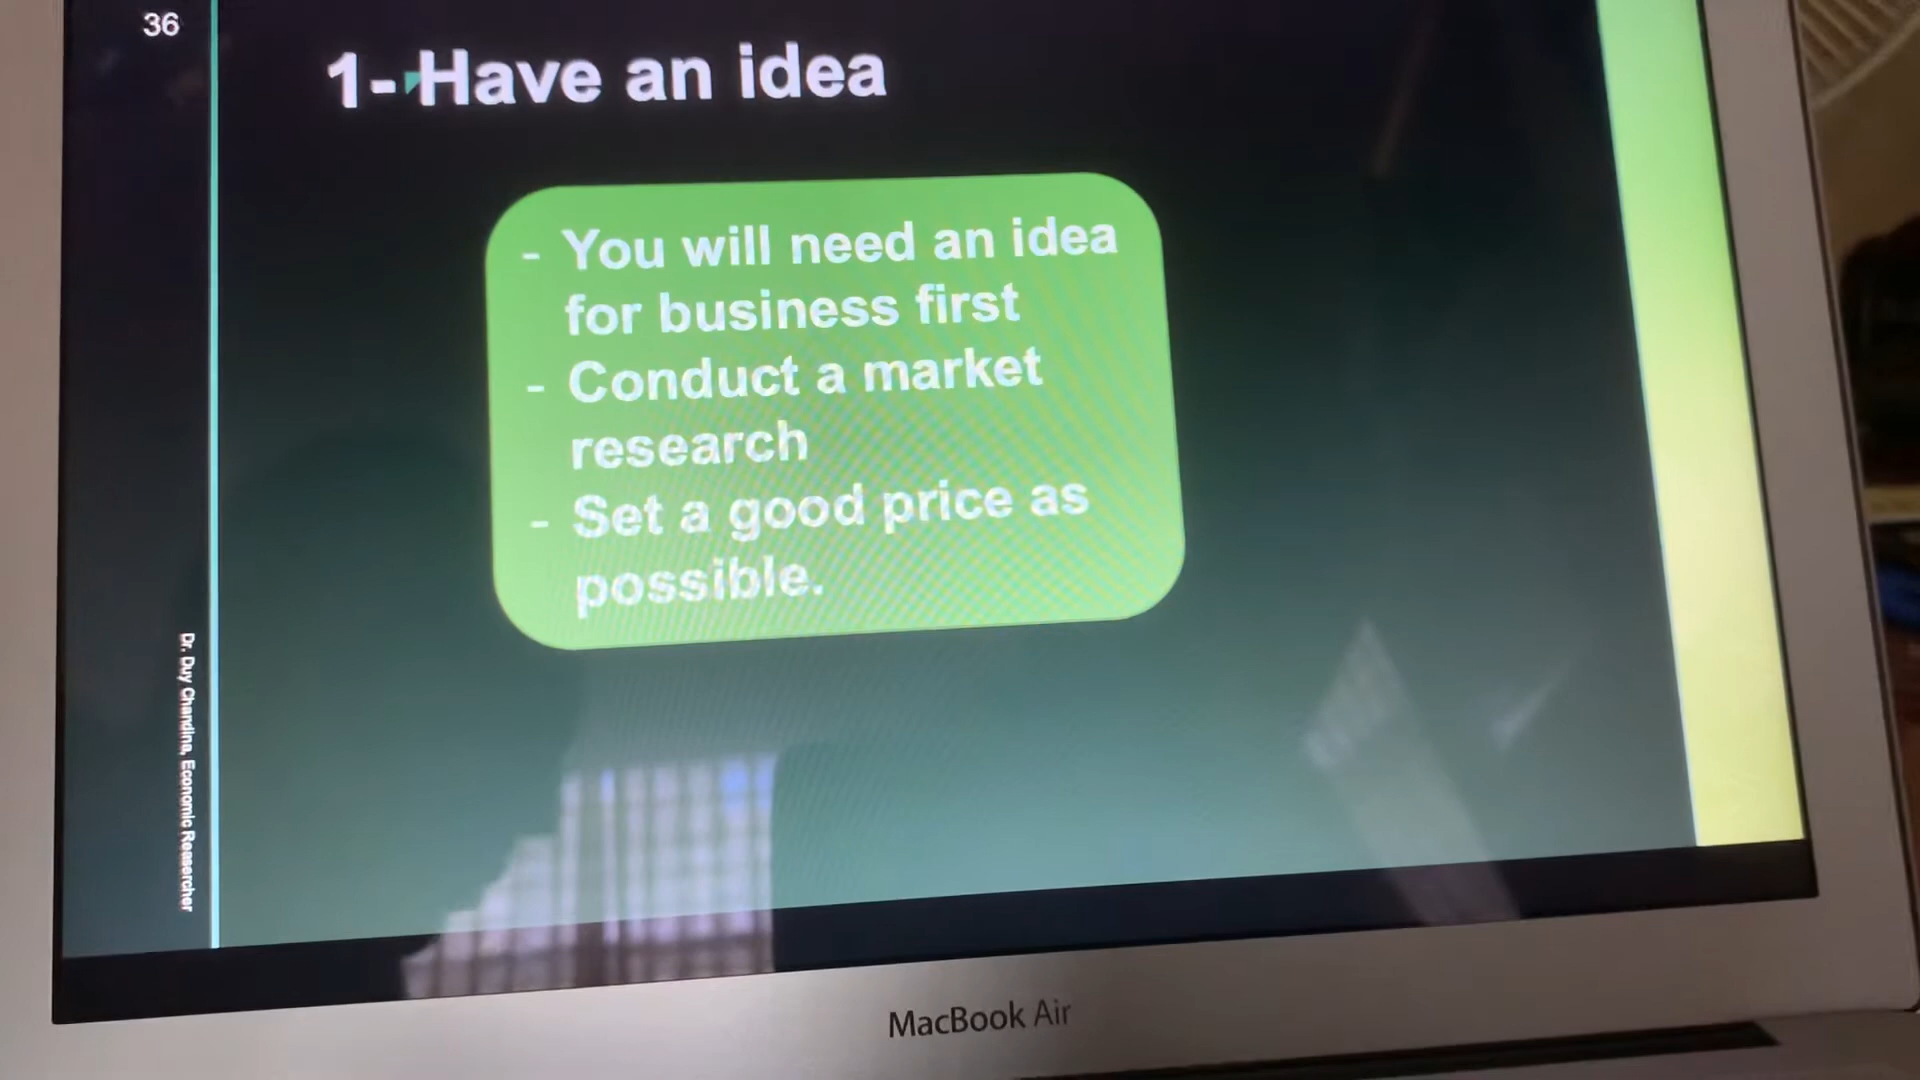 36
1- Have an idea
- You will need an idea
for business first
- Conduct a market
research
- Set a good price as
possible.
Dr. Duy Chandina, Economic Reasercher
MacBook Air